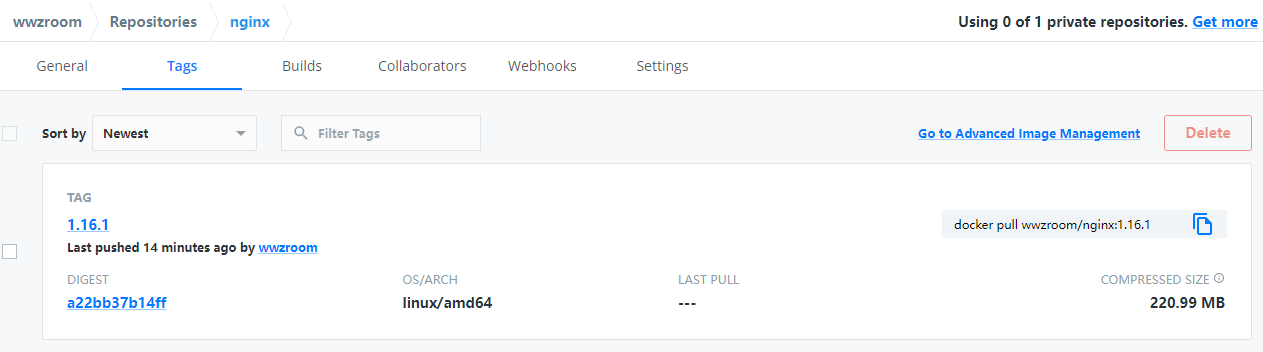 wwzroom Repositories nginx Using 0 of 1 private repositories. Get more
General Tags Builds Collaborators Webhooks Settings
Sort by Newest Filter Tags Go to Advanced Image Management Delete
TAG
1.16.1 docker pull wwzroom/nginx:1.16.1
Last pushed 14 minutes ago by wwzroom
DIGEST OS/ARCH LAST PULL COMPRESSED SIZE
a22bb37b14ff linux/amd64 --- 220.99 MB